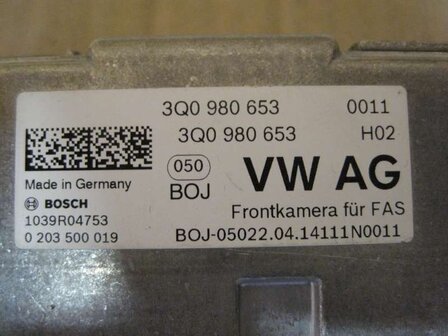 3Q0 980 653 0011
3Q0 980 653 H02
050 VW AG
BOJ
Made in Germany
BOSCH
1039R04753
0 203 500 019
Frontkamera für FAS
BOJ-05022.04.14111N0011